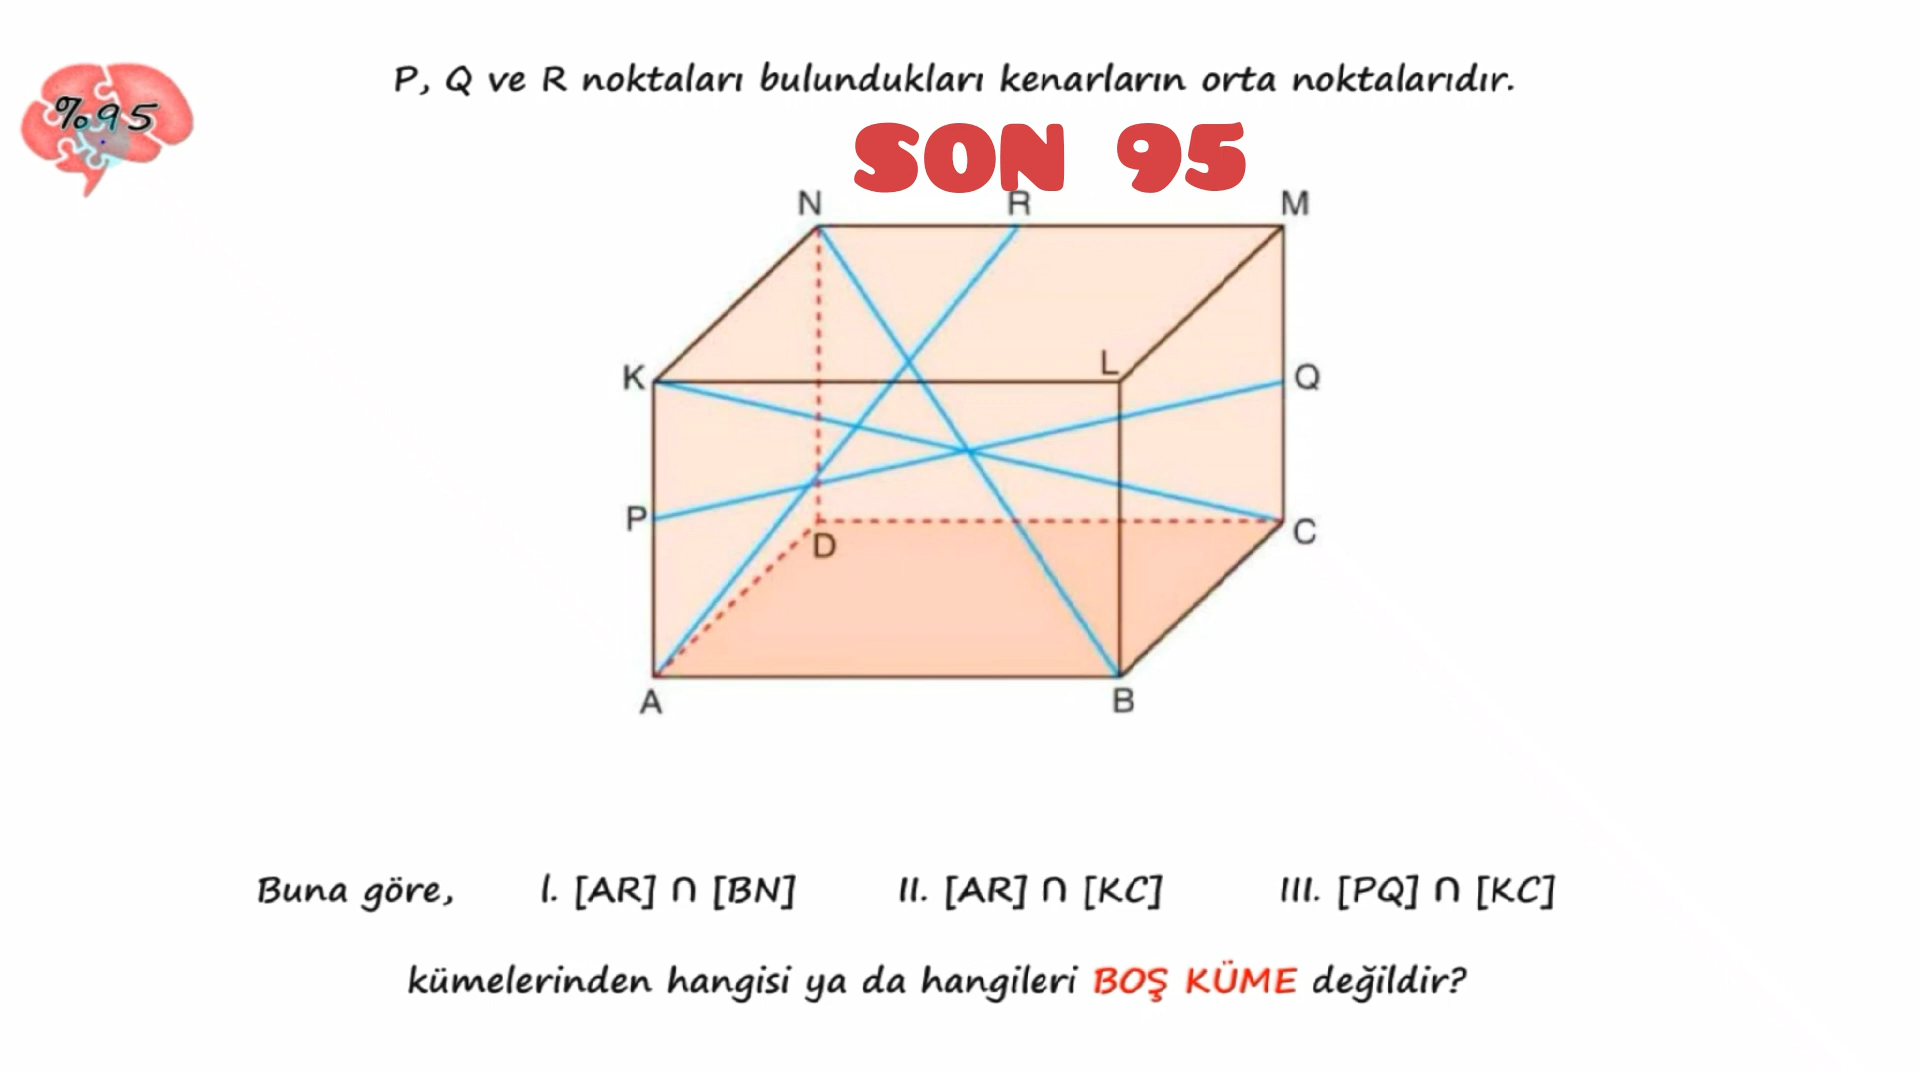 P, Q ve R noktaları bulundukları kenarların orta noktalarıdır.
%95
SON 95
N R M
K L Q
P D C
A B
Buna göre, I. [AR] ∩ [BN] II. [AR] ∩ [KC] III. [PQ] ∩ [KC]
kümelerinden hangisi ya da hangileri BOŞ KÜME değildir?